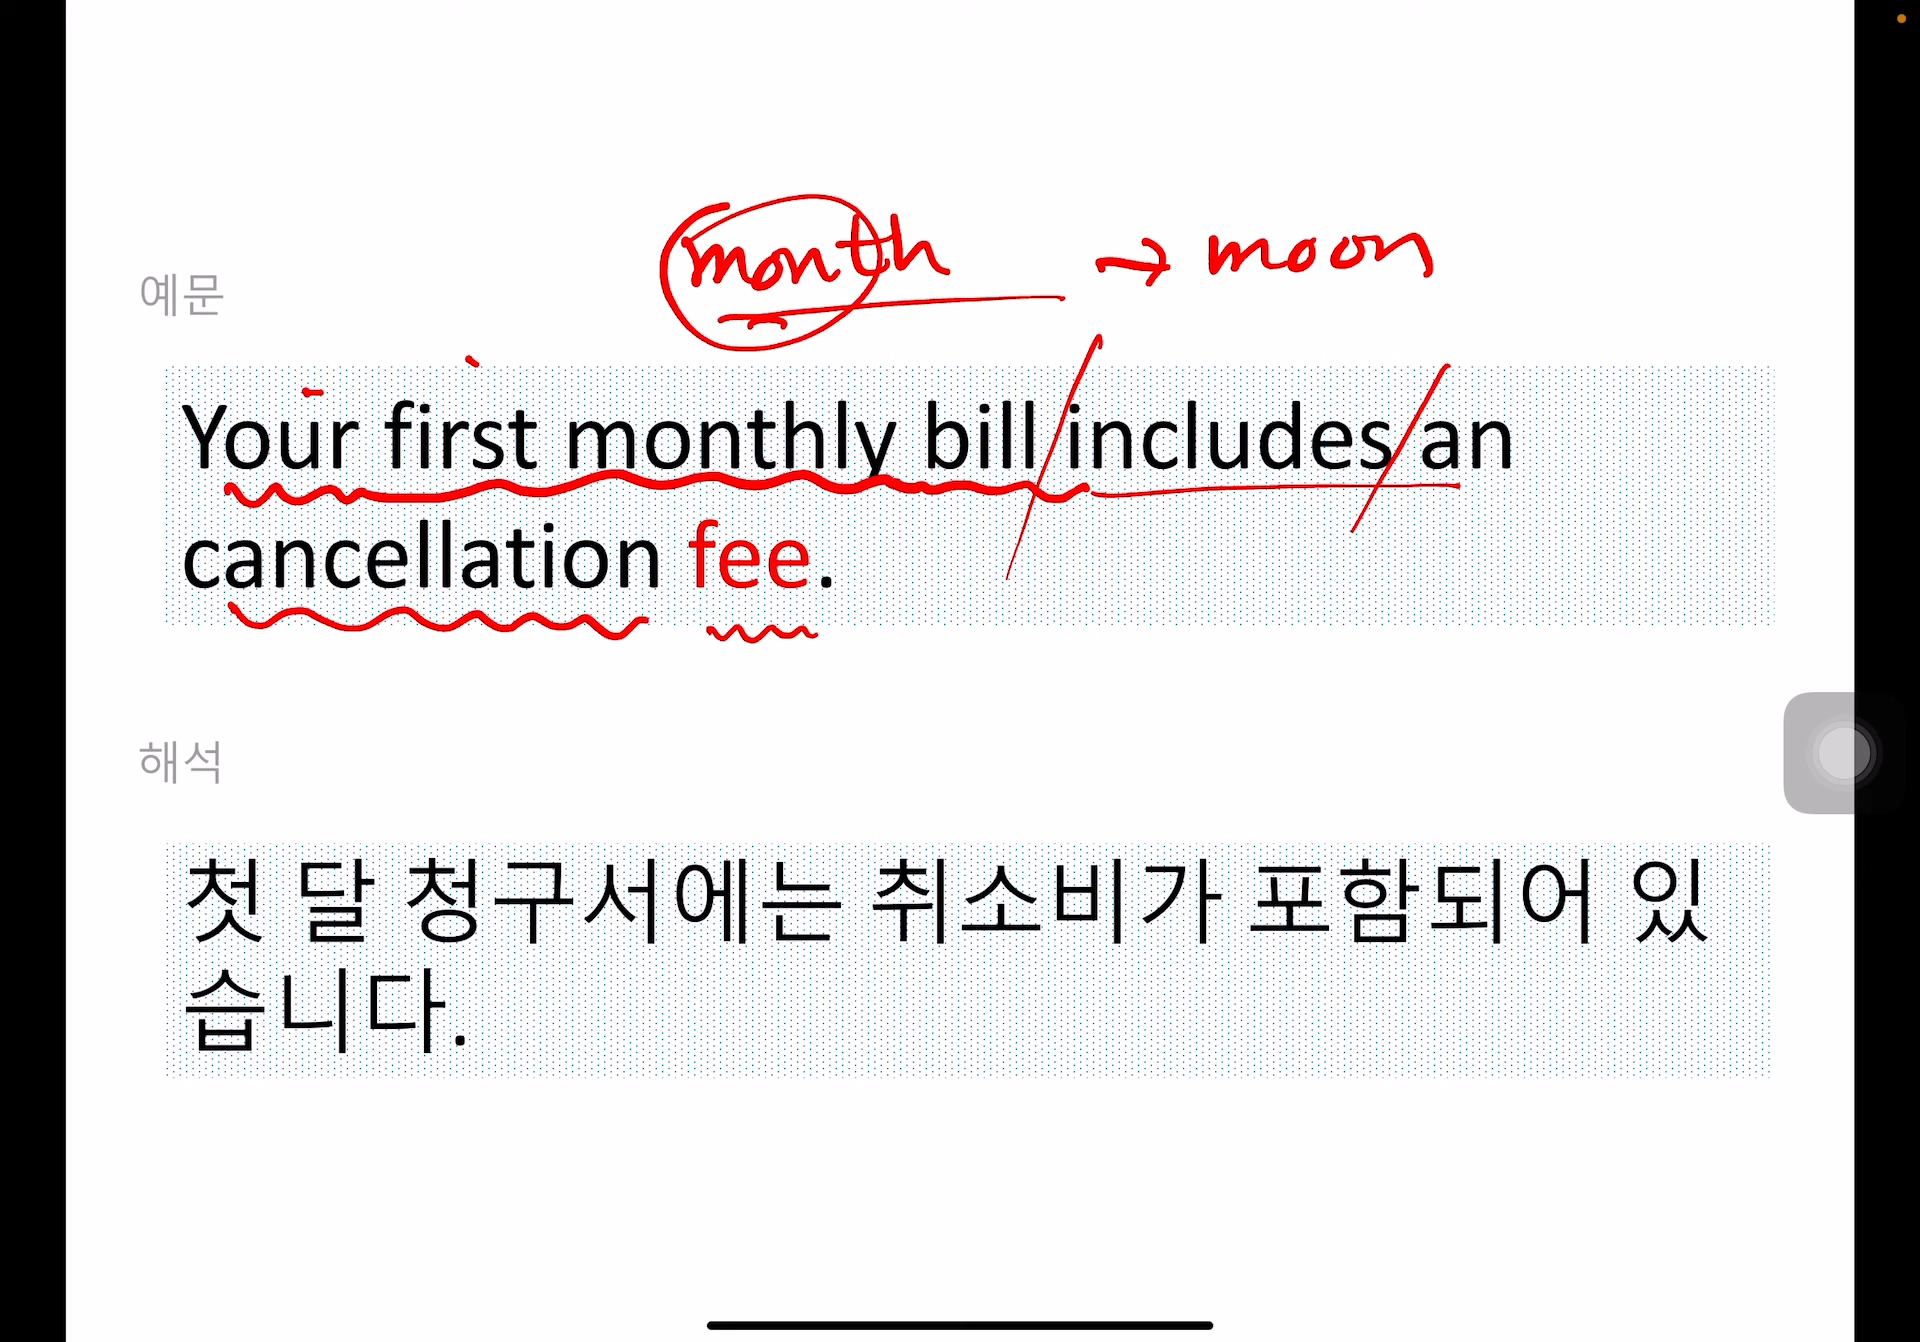 month → moon
예문
Your first monthly bill includes an
cancellation fee.
해석
첫 달 청구서에는 취소비가 포함되어 있
습니다.